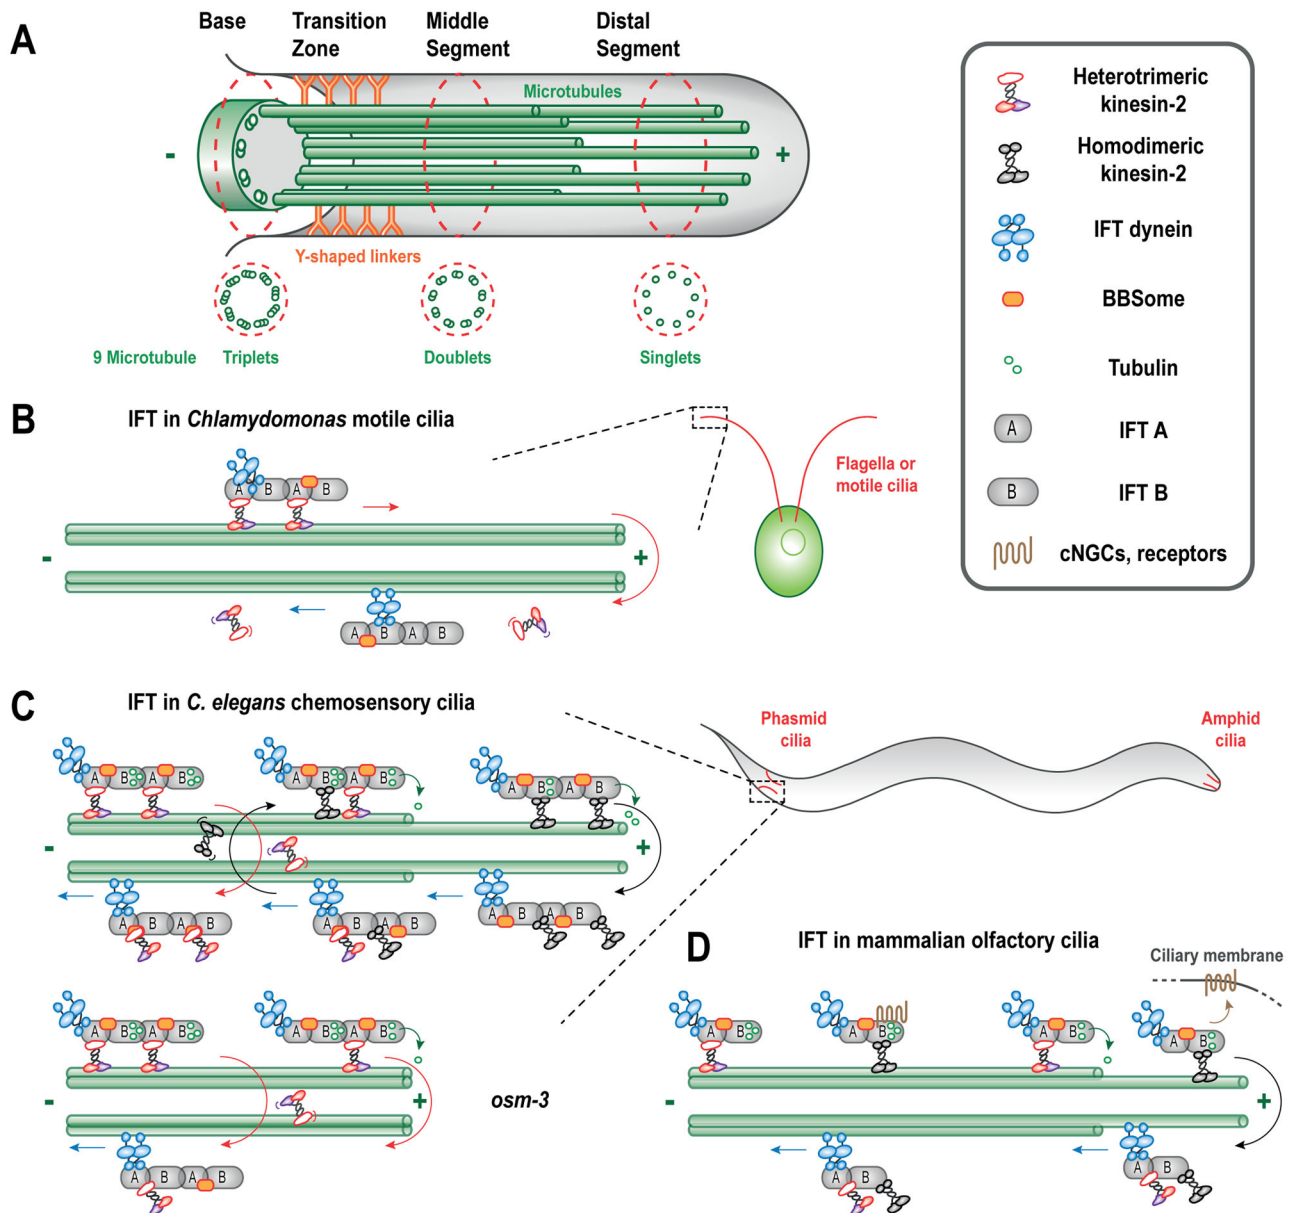 A
Base
Transition
Zone
Middle
Segment
Distal
Segment
Microtubules
-
+
Y-shaped linkers
9 Microtubule
Triplets
Doublets
Singlets
Heterotrimeric
kinesin-2
Homodimeric
kinesin-2
IFT dynein
BBSome
Tubulin
A
IFT A
B
IFT B
cNGCs, receptors
B
IFT in Chlamydomonas motile cilia
A B A B
-
+
A B A B
Flagella or
motile cilia
C
IFT in C. elegans chemosensory cilia
A B A B
A B A B
A B A B
-
+
A B A B
A B A B
A B A B
Phasmid
cilia
Amphid
cilia
A B A B
A B A B
-
+
A B A B
osm-3
D
IFT in mammalian olfactory cilia
Ciliary membrane
A B
A B
A B
A B
-
+
A B
A B